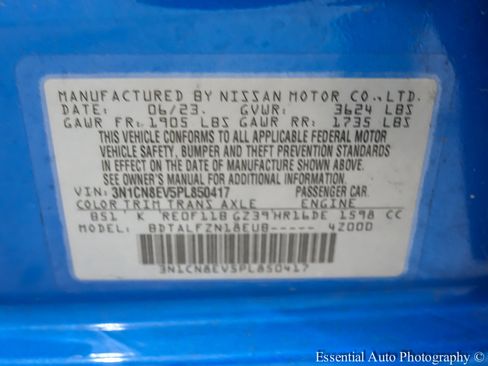 MANUFACTURED BY NISSAN MOTOR CO., LTD.
DATE: 06/23 GVWR: 3624 LBS
GAWR FR: 1905 LBS GAWR RR: 1735 LBS
THIS VEHICLE CONFORMS TO ALL APPLICABLE FEDERAL MOTOR
VEHICLE SAFETY, BUMPER AND THEFT PREVENTION STANDARDS
IN EFFECT ON THE DATE OF MANUFACTURE SHOWN ABOVE.
SEE OWNER'S MANUAL FOR ADDITIONAL INFORMATION.
VIN: 3N1CN8EV5PL850417 PASSENGER CAR
COLOR TRIM TRANS AXLE ENGINE
B51 K RE0F11B GZ39 HR16DE 1598 CC
MODEL: BDTALFZN18EUB----- 4Z00D
3N1CN8EV5PL850417
Essential Auto Photography ©